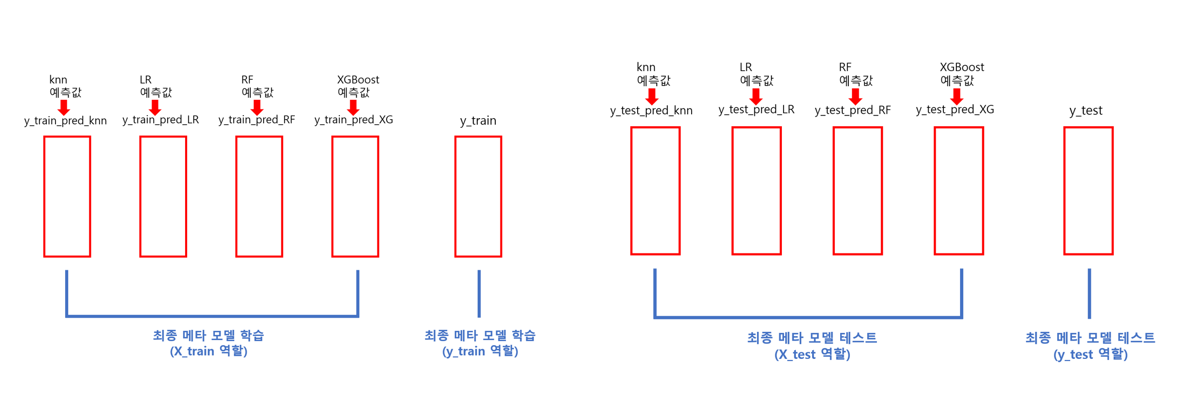 knn
예측값
y_train_pred_knn
LR
예측값
y_train_pred_LR
RF
예측값
y_train_pred_RF
XGBoost
예측값
y_train_pred_XG
y_train
최종 메타 모델 학습
(X_train 역할)
최종 메타 모델 학습
(y_train 역할)
knn
예측값
y_test_pred_knn
LR
예측값
y_test_pred_LR
RF
예측값
y_test_pred_RF
XGBoost
예측값
y_test_pred_XG
y_test
최종 메타 모델 테스트
(X_test 역할)
최종 메타 모델 테스트
(y_test 역할)